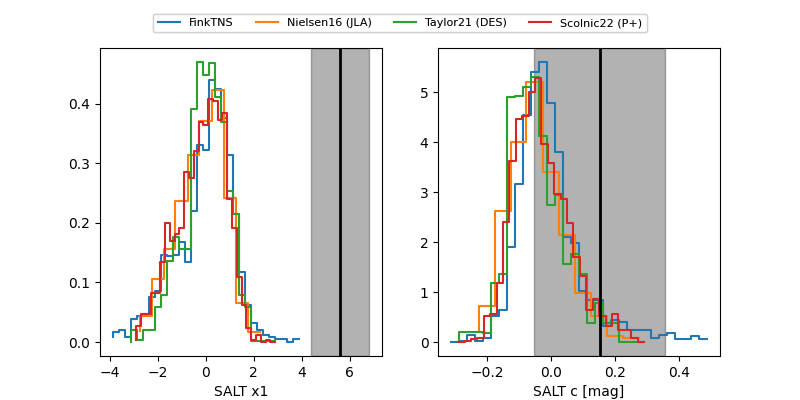 FinkTNS Nielsen16 (JLA) Taylor21 (DES) Scolnic22 (P+)
0.4
0.3
0.2
0.1
0.0
−4 −2 0 2 4 6
SALT x1
5
4
3
2
1
0
−0.2 0.0 0.2 0.4
SALT c [mag]